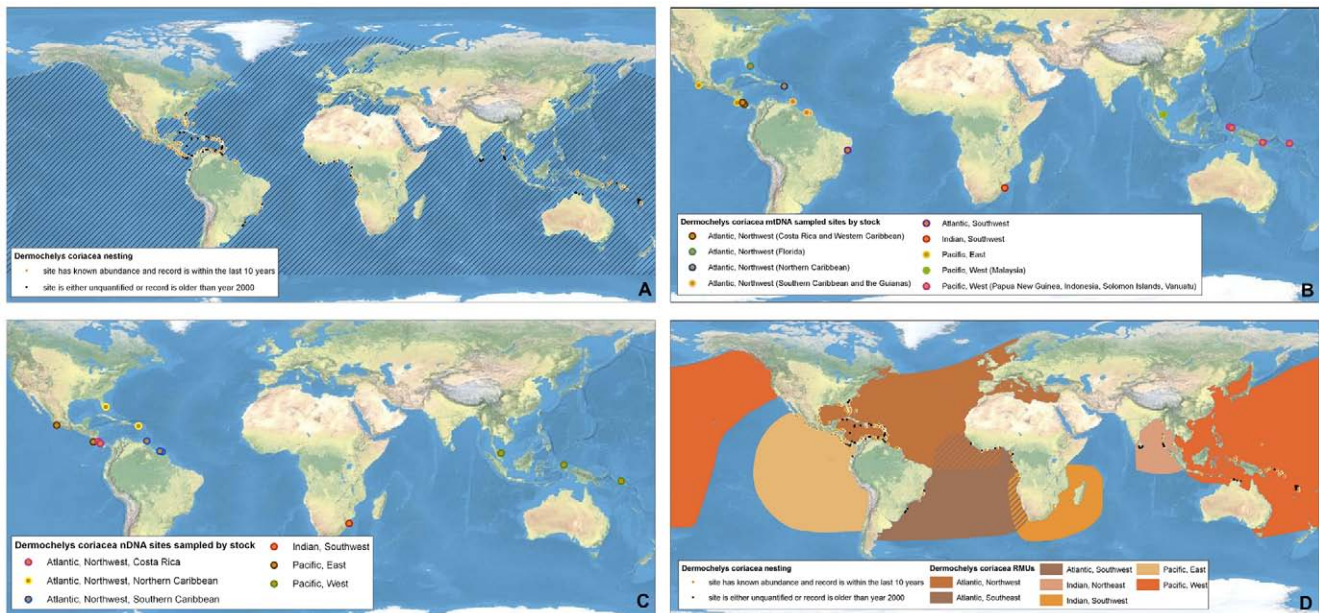 Dermochelys coriacea nesting
site has known abundance and record is within the last 10 years
site is either unquantified or record is older than year 2000
A
Dermochelys coriacea mtDNA sampled sites by stock
Atlantic, Northwest (Costa Rica and Western Caribbean)
Atlantic, Northwest (Florida)
Atlantic, Northwest (Northern Caribbean)
Atlantic, Northwest (Southern Caribbean and the Guianas)
Atlantic, Southwest
Indian, Southwest
Pacific, East
Pacific, West (Malaysia)
Pacific, West (Papua New Guinea, Indonesia, Solomon Islands, Vanuatu)
B
Dermochelys coriacea nDNA sites sampled by stock
Atlantic, Northwest, Costa Rica
Atlantic, Northwest, Northern Caribbean
Atlantic, Northwest, Southern Caribbean
Indian, Southwest
Pacific, East
Pacific, West
C
Dermochelys coriacea nesting
site has known abundance and record is within the last 10 years
site is either unquantified or record is older than year 2000
Dermochelys coriacea RMUs
Atlantic, Northwest
Atlantic, Southeast
Atlantic, Southwest
Indian, Northeast
Indian, Southwest
Pacific, East
Pacific, West
D